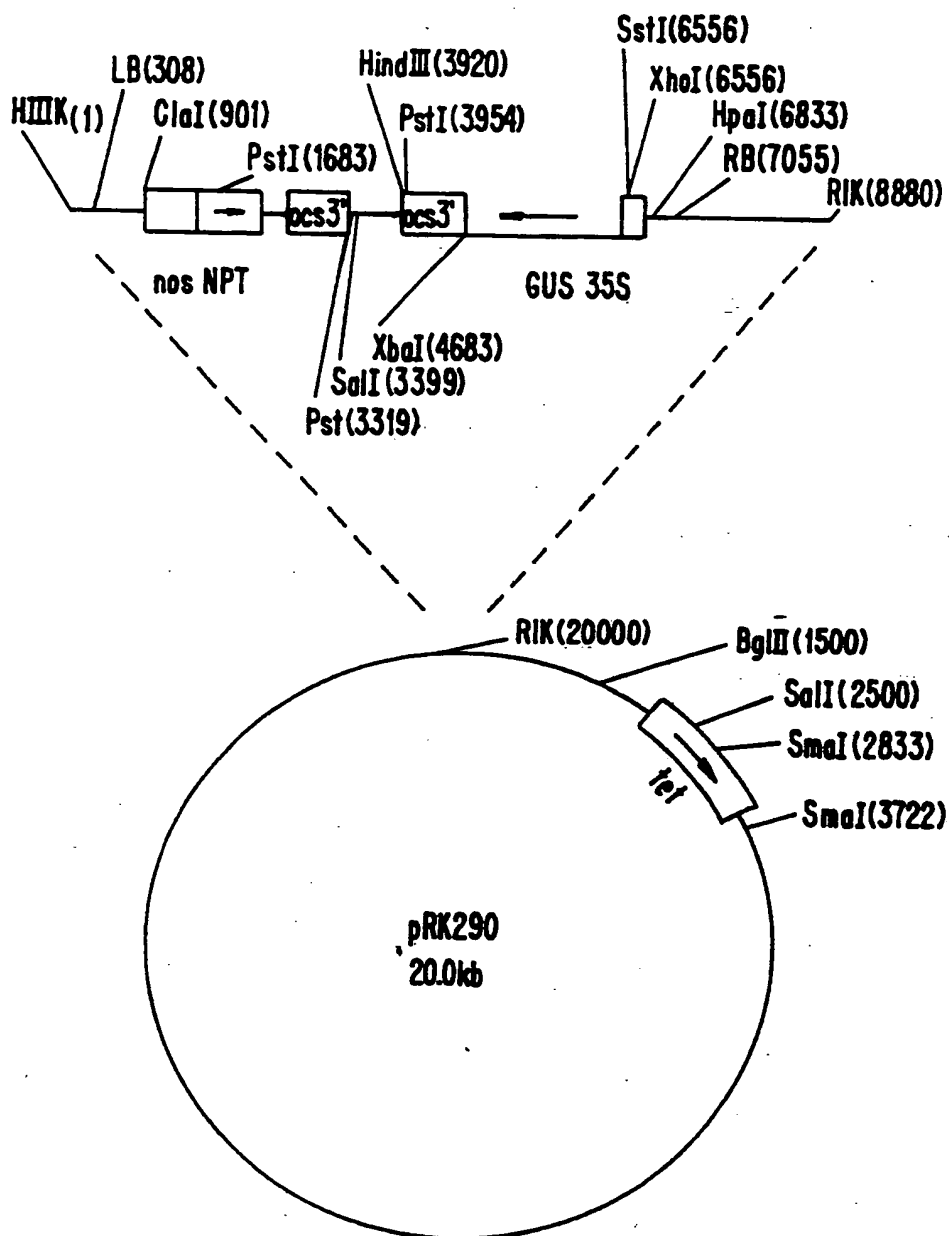 SstI(6556)
HindIII(3920)
XhoI(6556)
LB(308)
HIIIK(1)
ClaI(901)
PstI(3954)
HpaI(6833)
PstI(1683)
RB(7055)
RIK(8880)
ocs3'
ocs3'
nos NPT
GUS 35S
XbaI(4683)
SalI(3399)
Pst(3319)
RIK(20000)
BglII(1500)
SalI(2500)
SmaI(2833)
tet
SmaI(3722)
pRK290
20.0kb